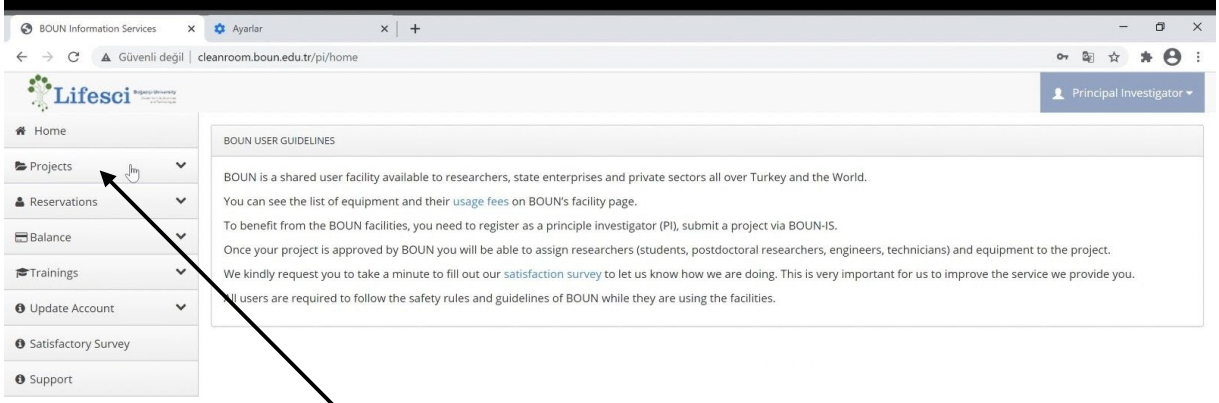 BOUN Information Services
Ayarlar
Güvenli değil
cleanroom.boun.edu.tr/pi/home
Lifesci
Principal Investigator
Home
Projects
Reservations
Balance
Trainings
Update Account
Satisfactory Survey
Support
BOUN USER GUIDELINES
BOUN is a shared user facility available to researchers, state enterprises and private sectors all over Turkey and the World.
You can see the list of equipment and their usage fees on BOUN's facility page.
To benefit from the BOUN facilities, you need to register as a principle investigator (PI), submit a project via BOUN-IS.
Once your project is approved by BOUN you will be able to assign researchers (students, postdoctoral researchers, engineers, technicians) and equipment to the project.
We kindly request you to take a minute to fill out our satisfaction survey to let us know how we are doing. This is very important for us to improve the service we provide you.
All users are required to follow the safety rules and guidelines of BOUN while they are using the facilities.